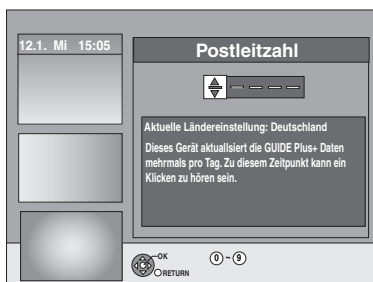 12.1. Mi 15:05
Postleitzahl
– – – –
Aktuelle Ländereinstellung: Deutschland
Dieses Gerät aktuallsiert die GUIDE Plus+ Daten
mehrmals pro Tag. Zu diesem Zeitpunkt kann ein
Klicken zu hören sein.
OK
RETURN
0 ~ 9